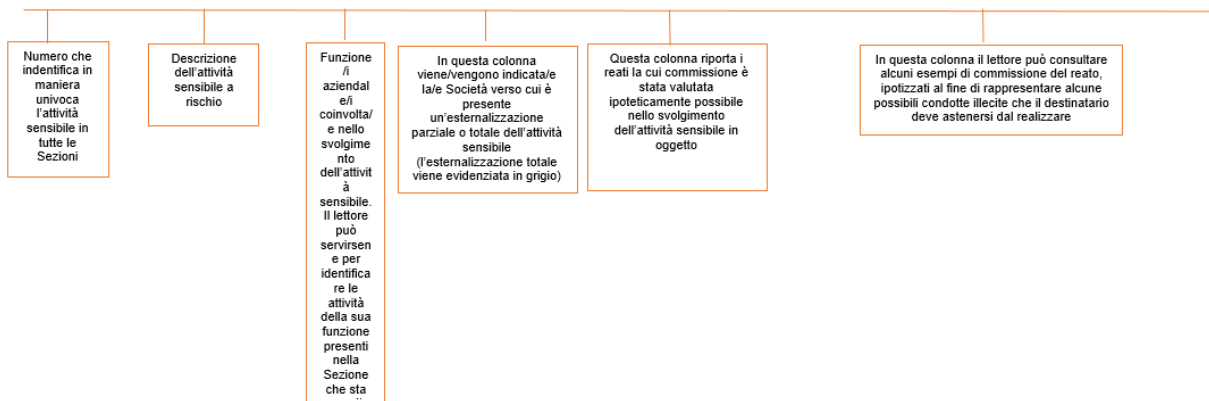 Numero che
indentifica in
maniera
univoca
l'attività
sensibile in
tutte le
Sezioni
Descrizione
dell'attività
sensibile a
rischio
Funzione
/i
aziendal
e/i
coinvolta/
e nello
svolgime
nto
dell'attivit
à
sensibile.
Il lettore
può
servirsen
e per
identifica
re le
attività
della sua
funzione
presenti
nella
Sezione
che sta
In questa colonna
viene/vengono indicata/e
la/e Società verso cui è
presente
un'esternalizzazione
parziale o totale dell'attività
sensibile
(l'esternalizzazione totale
viene evidenziata in grigio)
Questa colonna riporta i
reati la cui commissione è
stata valutata
ipoteticamente possibile
nello svolgimento
dell'attività sensibile in
oggetto
In questa colonna il lettore può consultare
alcuni esempi di commissione del reato,
ipotizzati al fine di rappresentare alcune
possibili condotte illecite che il destinatario
deve astenersi dal realizzare